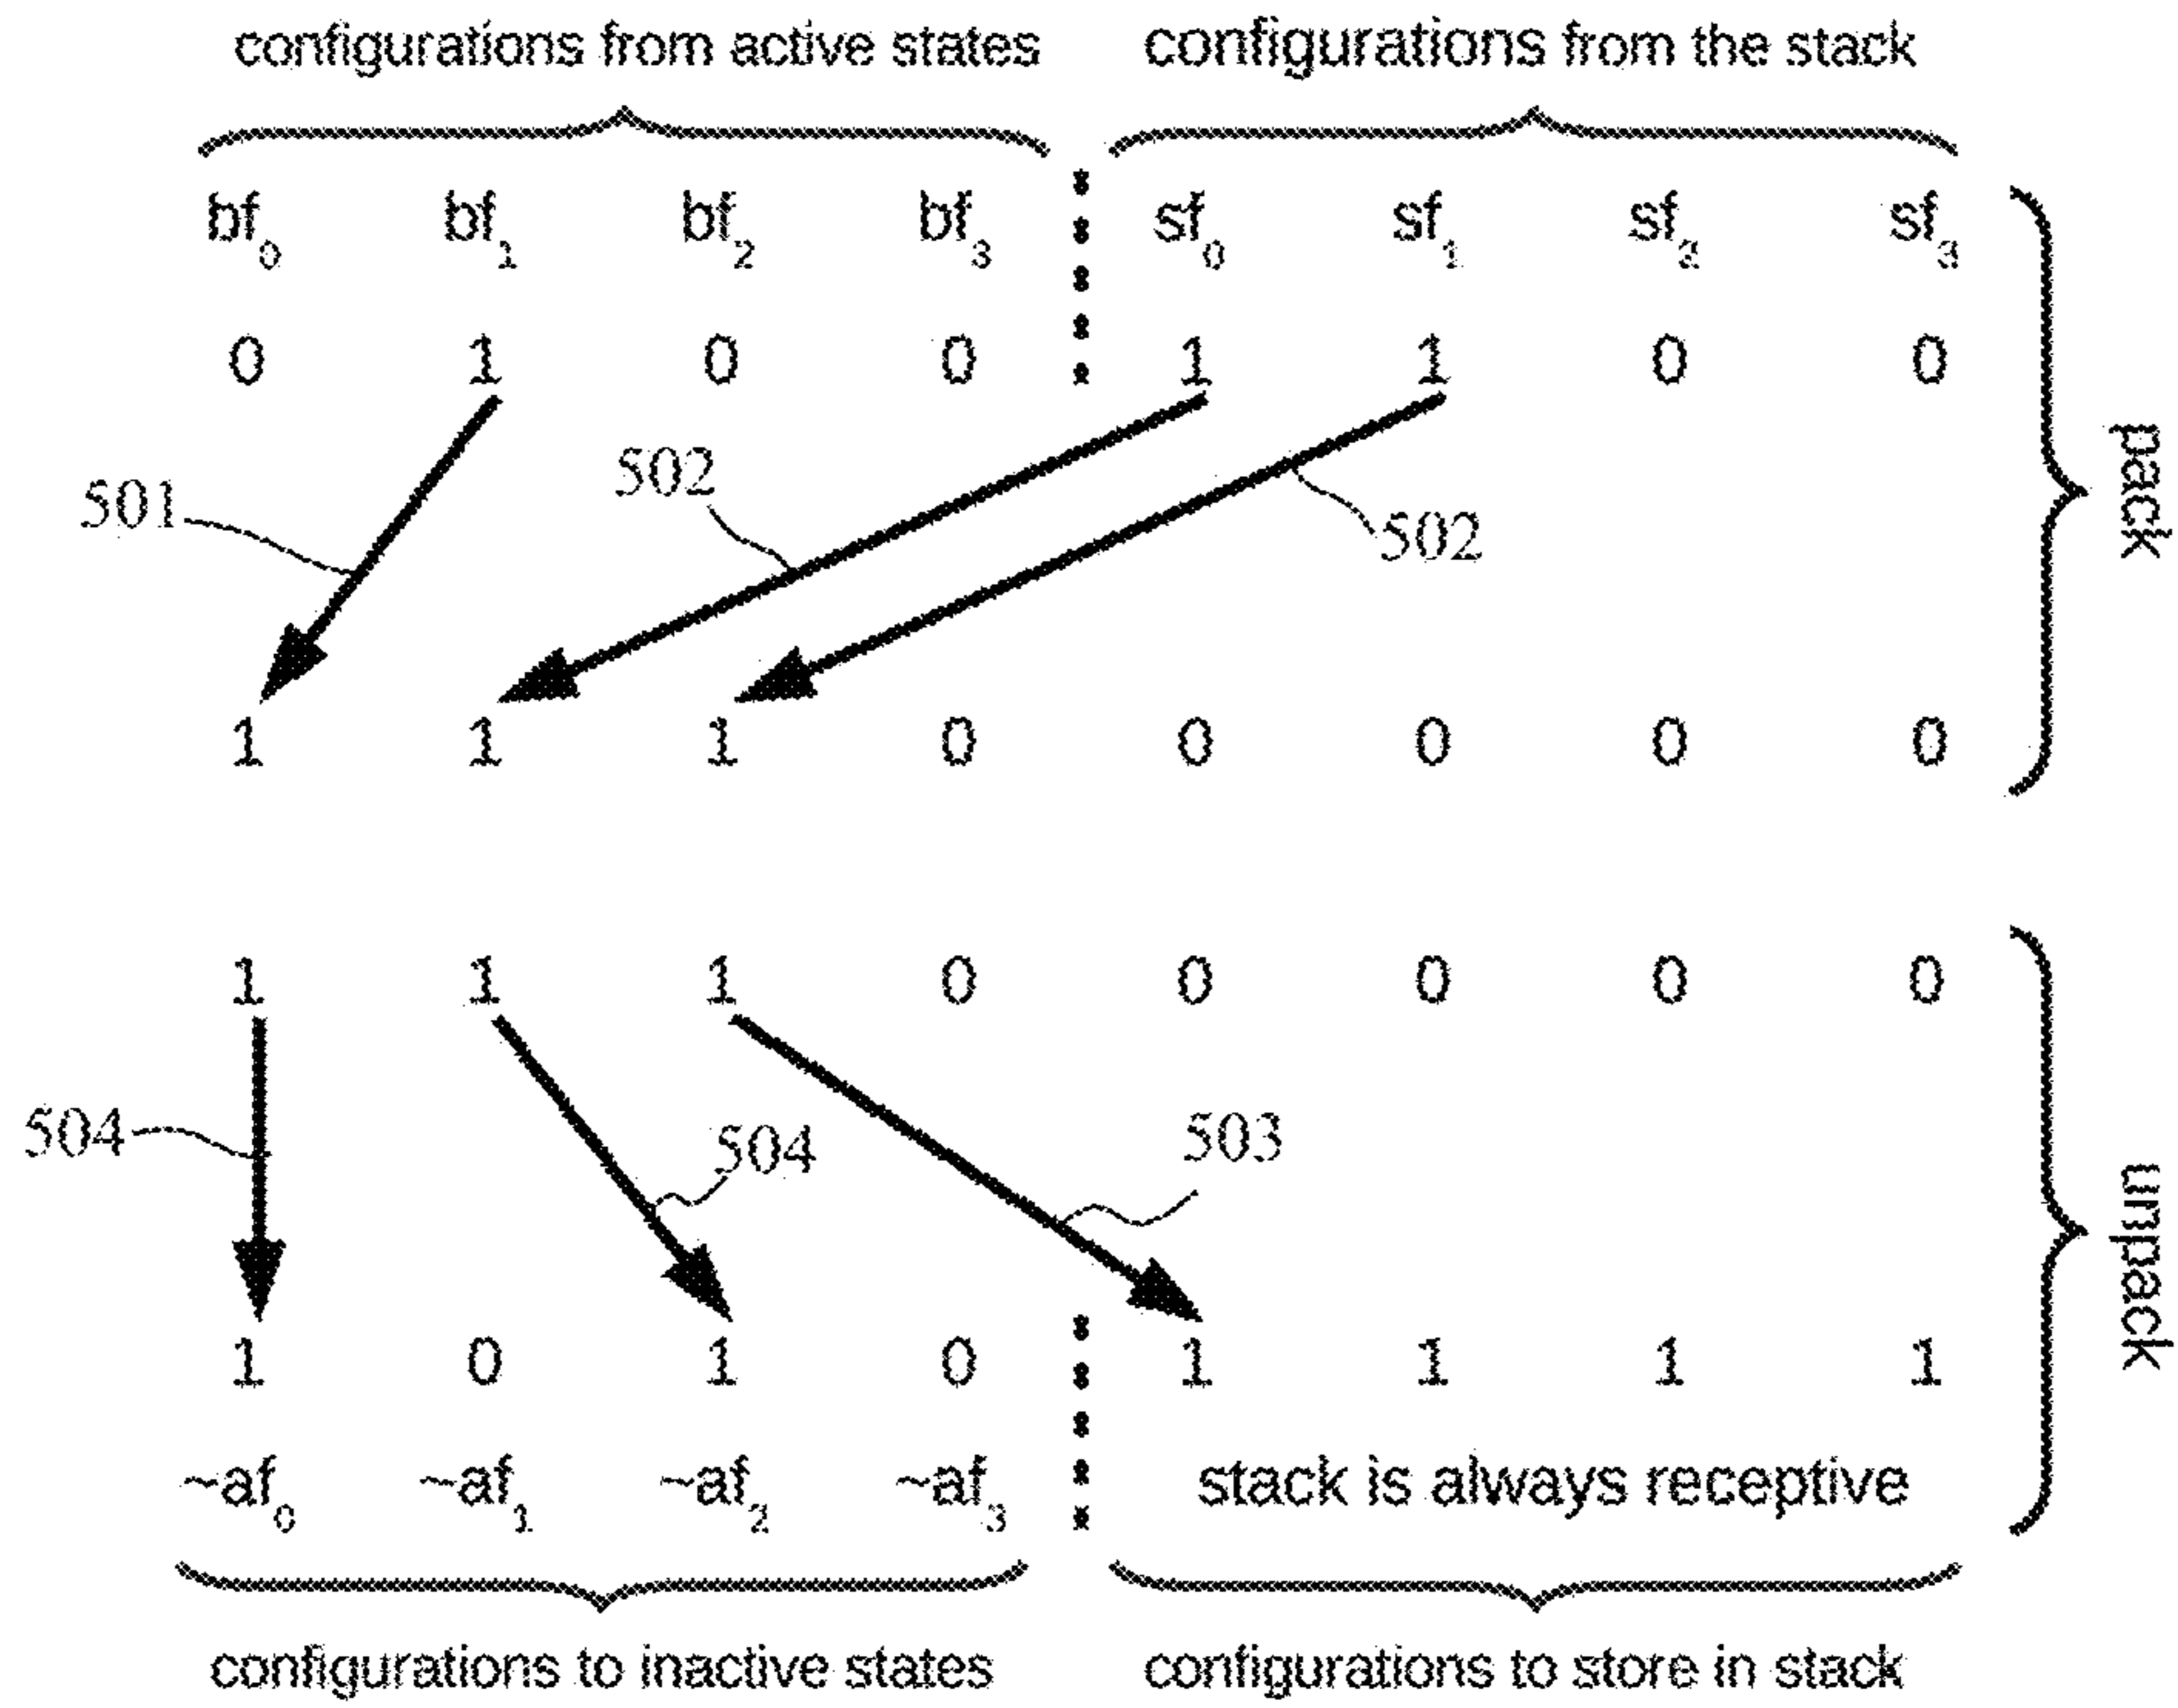 configurations from active states configurations from the stack
bf0 bf1 bf2 bf3 sf0 sf1 sf2 sf3
0 1 0 0 1 1 0 0
501 502 502
pack
1 1 1 0 0 0 0 0
1 1 1 0 0 0 0 0
504 504 503
unpack
1 0 1 0 1 1 1 1
~af0 ~af1 ~af2 ~af3 stack is always receptive
configurations to inactive states configurations to store in stack